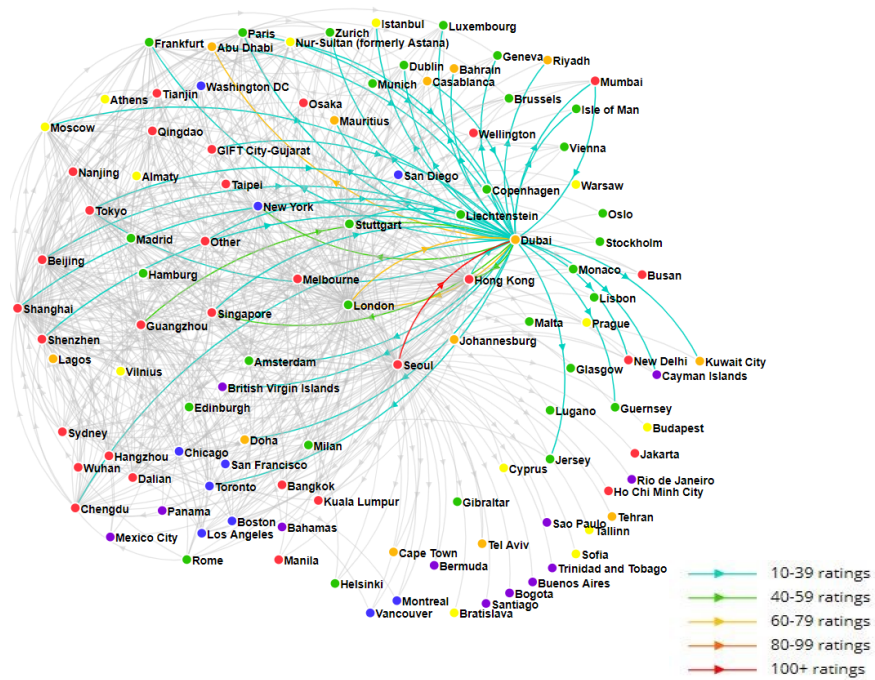 Istanbul
Luxembourg
Paris
Zurich
Frankfurt
Abu Dhabi
Nur-Sultan (formerly Astana)
Geneva
Riyadh
Dublin
Bahrain
Munich
Casablanca
Mumbai
Washington DC
Tianjin
Athens
Osaka
Brussels
Isle of Man
Mauritius
Moscow
Qingdao
Wellington
GIFT City-Gujarat
Vienna
Nanjing
Almaty
San Diego
Taipei
Copenhagen
Warsaw
Tokyo
New York
Liechtenstein
Oslo
Stuttgart
Madrid
Other
Dubai
Stockholm
Beijing
Hamburg
Melbourne
Hong Kong
Monaco
Busan
Lisbon
Shanghai
London
Singapore
Guangzhou
Malta
Prague
Shenzhen
Johannesburg
Lagos
Amsterdam
Seoul
New Delhi
Kuwait City
Vilnius
Glasgow
Cayman Islands
British Virgin Islands
Edinburgh
Lugano
Guernsey
Budapest
Sydney
Doha
Milan
Hangzhou
Chicago
Jakarta
Wuhan
San Francisco
Jersey
Cyprus
Dalian
Toronto
Bangkok
Rio de Janeiro
Ho Chi Minh City
Kuala Lumpur
Gibraltar
Chengdu
Panama
Boston
Bahamas
Tehran
Sao Paulo
Tallinn
Mexico City
Los Angeles
Tel Aviv
Cape Town
Sofia
Rome
Manila
Bermuda
Trinidad and Tobago
Helsinki
Buenos Aires
Bogota
Montreal
Santiago
Vancouver
Bratislava
10-39 ratings
40-59 ratings
60-79 ratings
80-99 ratings
100+ ratings